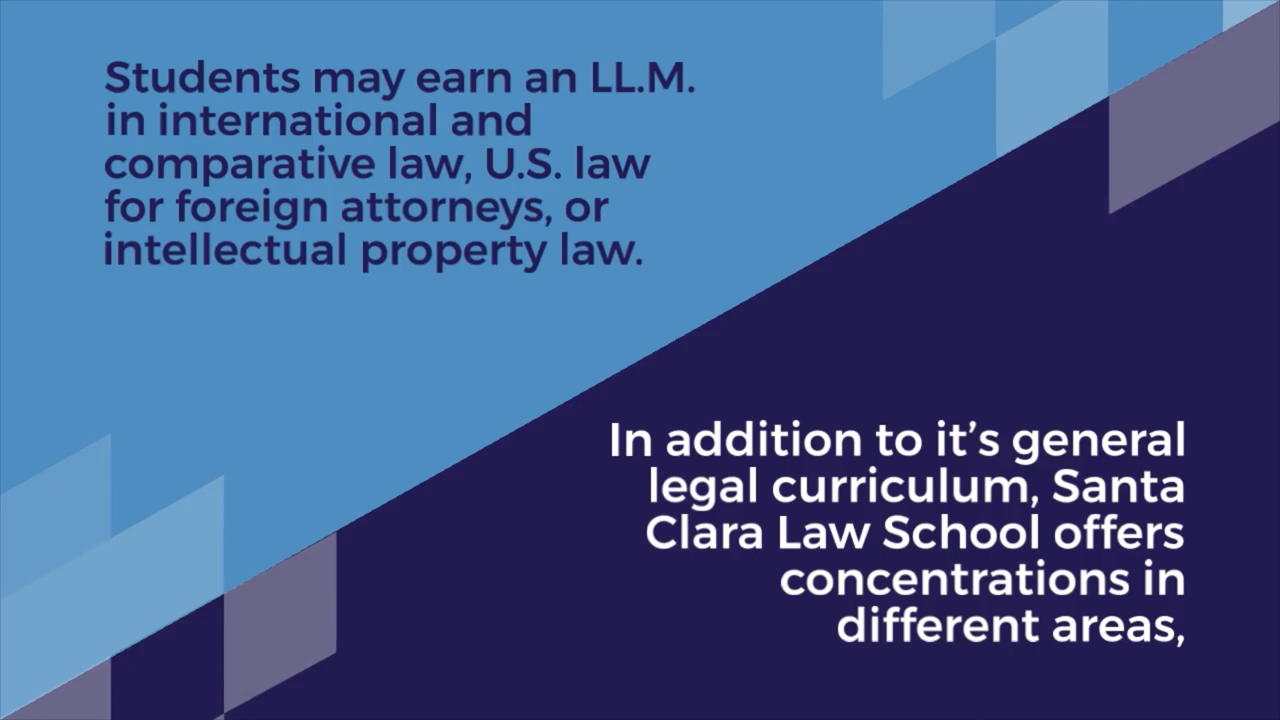 Students may earn an LL.M.
in international and
comparative law, U.S. law
for foreign attorneys, or
intellectual property law.
In addition to it’s general
legal curriculum, Santa
Clara Law School offers
concentrations in
different areas,